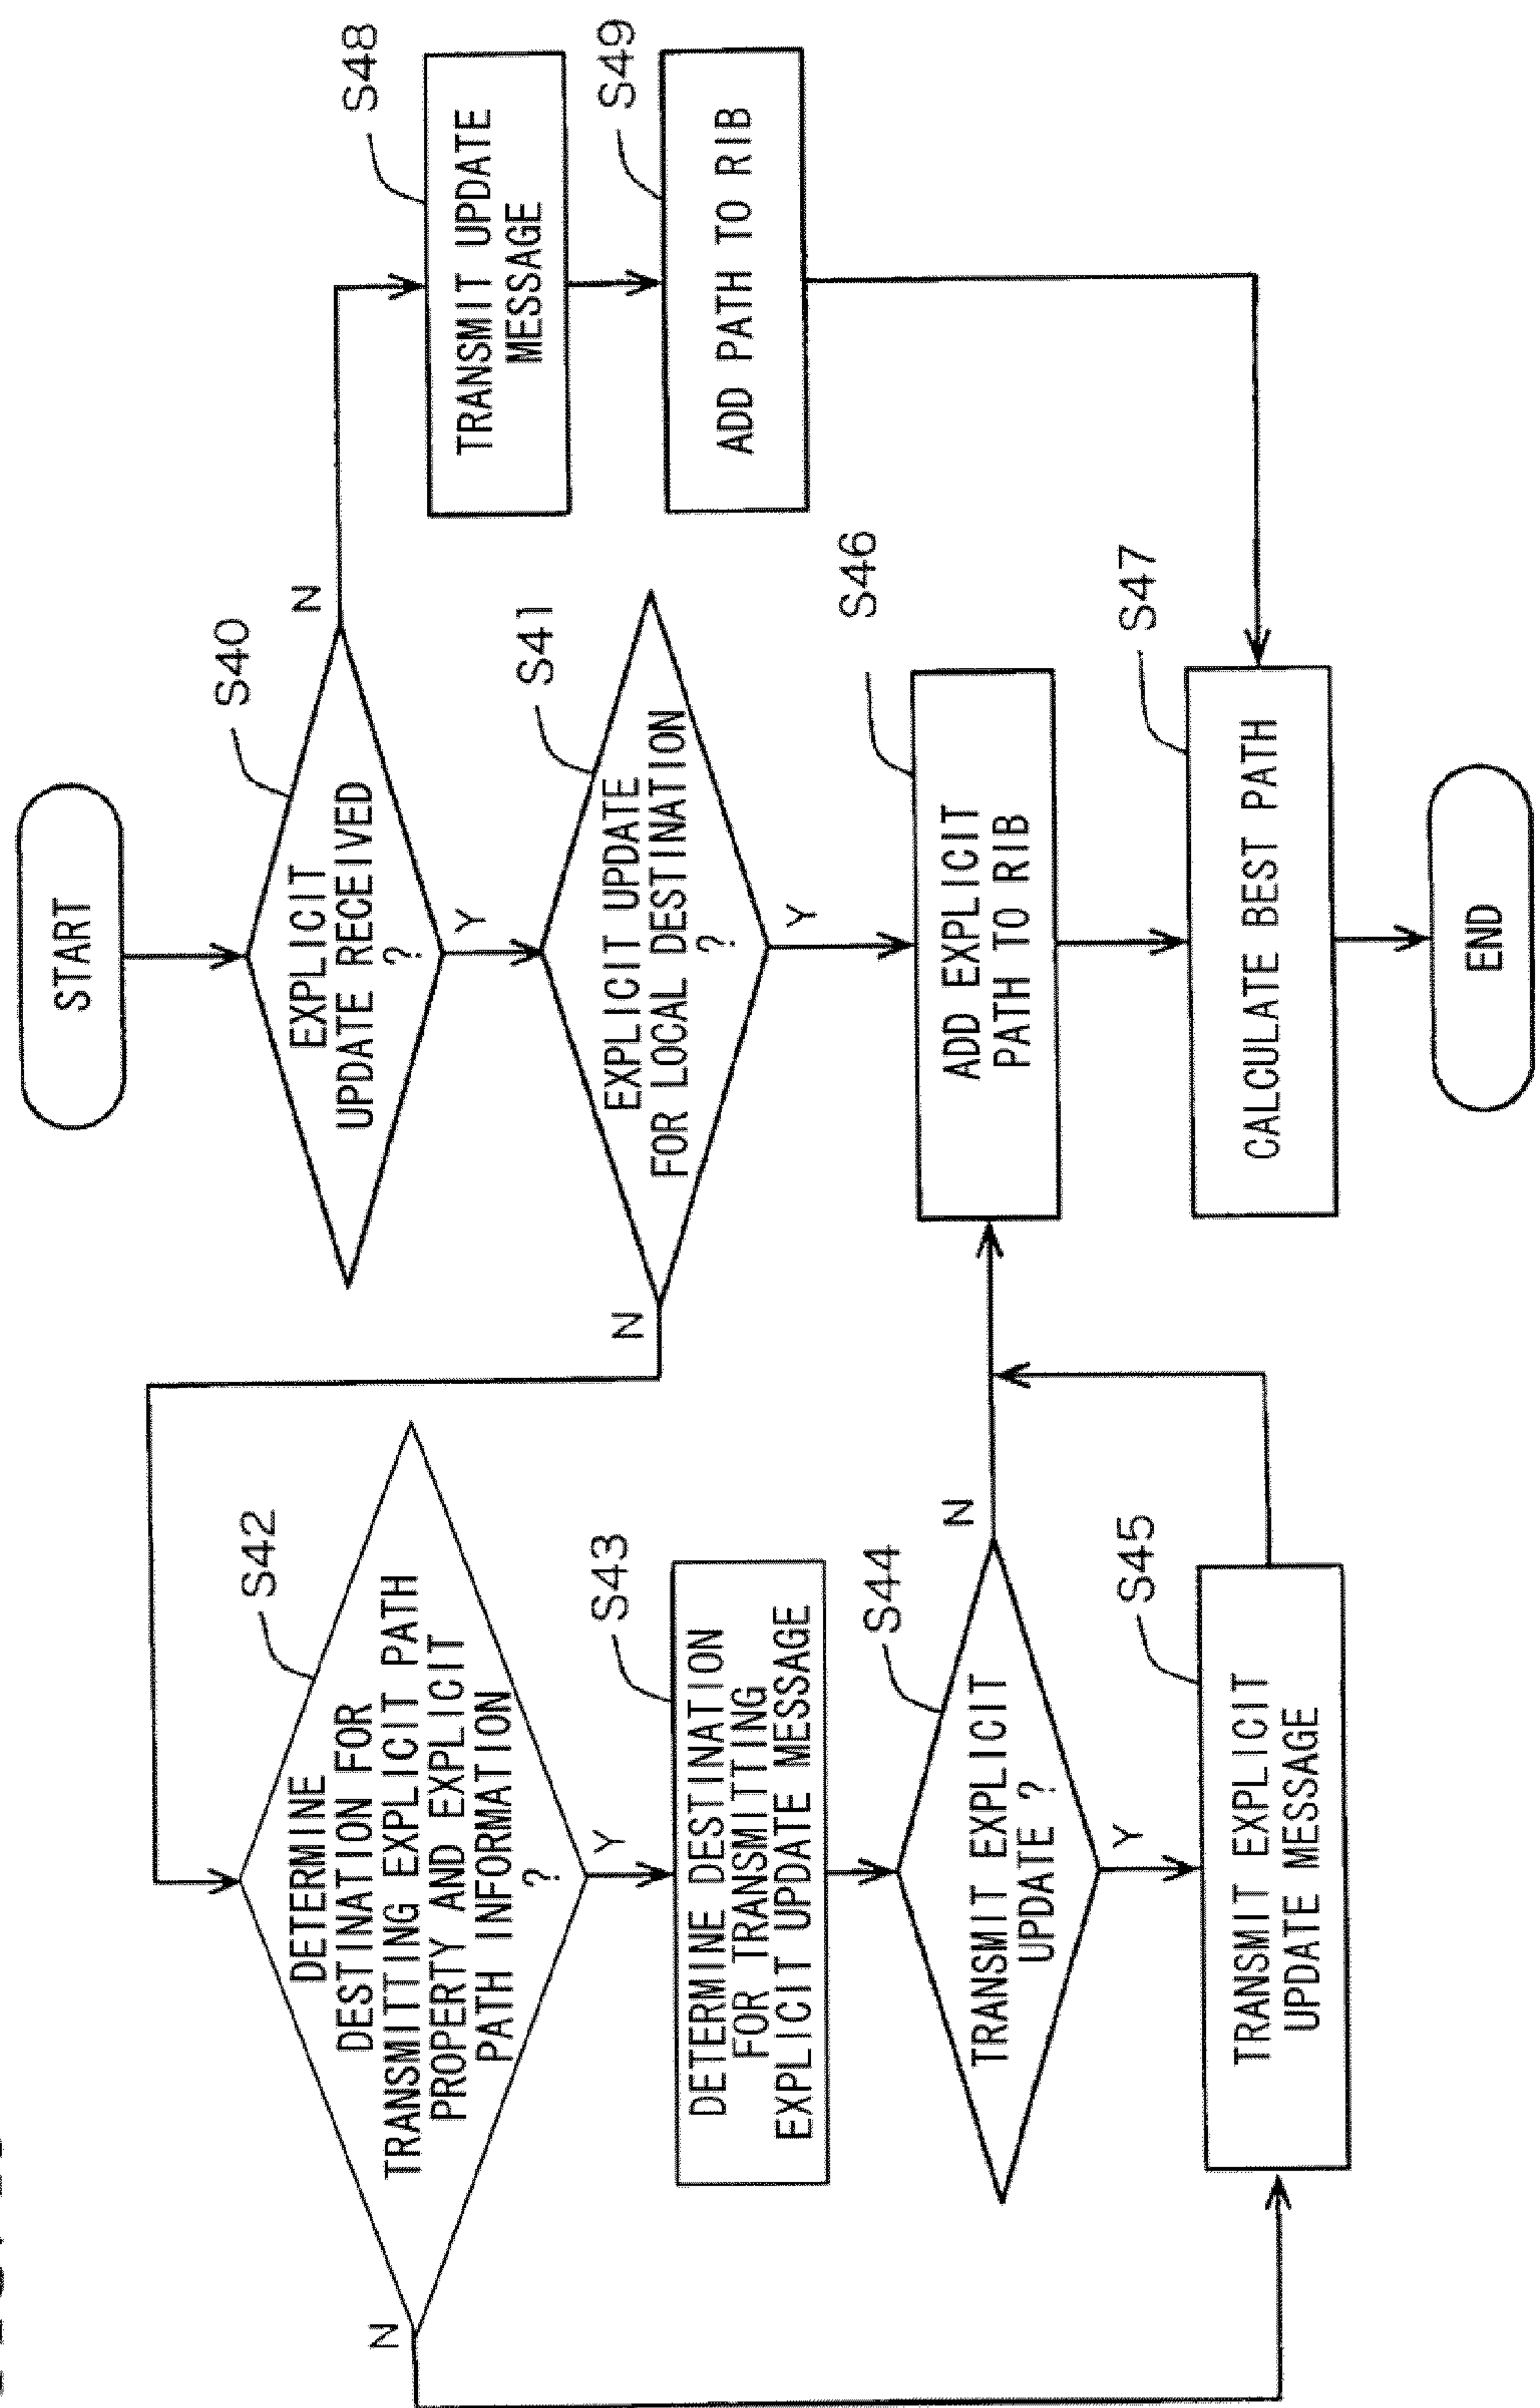 START
S40
EXPLICIT
UPDATE RECEIVED
?
N
Y
S48
TRANSMIT UPDATE
MESSAGE
S49
ADD PATH TO RIB
S41
EXPLICIT UPDATE
FOR LOCAL DESTINATION
?
N
Y
S42
DETERMINE
DESTINATION FOR
TRANSMITTING EXPLICIT PATH
PROPERTY AND EXPLICIT
PATH INFORMATION
?
N
Y
S43
DETERMINE DESTINATION
FOR TRANSMITTING
EXPLICIT UPDATE MESSAGE
S44
TRANSMIT EXPLICIT
UPDATE ?
N
Y
S45
TRANSMIT EXPLICIT
UPDATE MESSAGE
S46
ADD EXPLICIT
PATH TO RIB
S47
CALCULATE BEST PATH
END